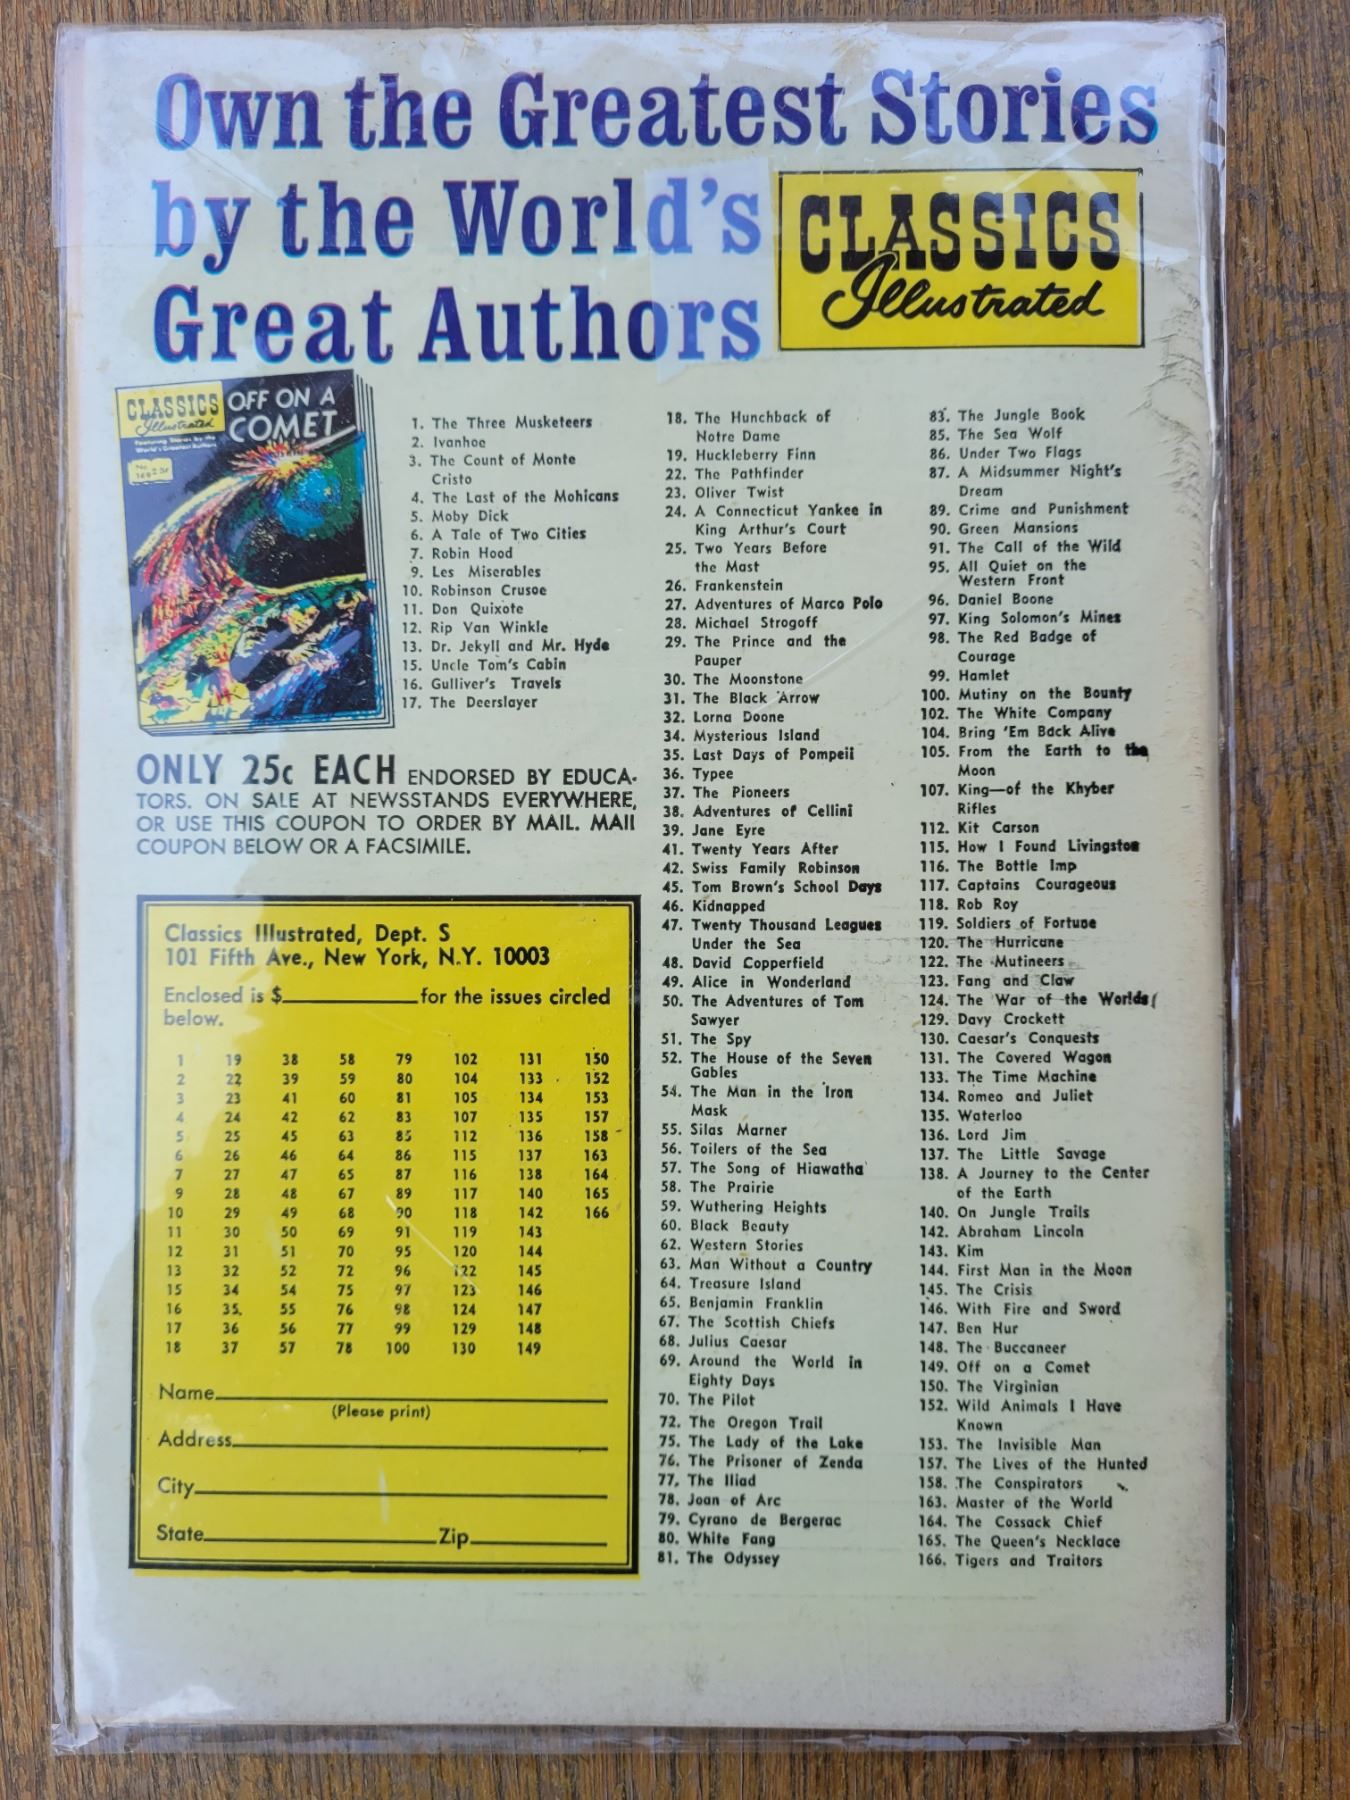 Own the Greatest Stories
by the World's
Great Authors
CLASSICS
Illustrated
CLASSICS
Illustrated
Featuring Stories by the
World's Greatest Authors
OFF ON A
COMET
No.
149 25¢
1. The Three Musketeers
2. Ivanhoe
3. The Count of Monte
Cristo
4. The Last of the Mohicans
5. Moby Dick
6. A Tale of Two Cities
7. Robin Hood
9. Les Miserables
10. Robinson Crusoe
11. Don Quixote
12. Rip Van Winkle
13. Dr. Jekyll and Mr. Hyde
15. Uncle Tom's Cabin
16. Gulliver's Travels
17. The Deerslayer
ONLY 25c EACH ENDORSED BY EDUCA-
TORS. ON SALE AT NEWSSTANDS EVERYWHERE,
OR USE THIS COUPON TO ORDER BY MAIL. MAIL
COUPON BELOW OR A FACSIMILE.
Classics Illustrated, Dept. S
101 Fifth Ave., New York, N.Y. 10003
Enclosed is $ for the issues circled
below.
1 19 38 58 79 102 131 150
2 22 39 59 80 104 133 152
3 23 41 60 81 105 134 153
4 24 42 62 83 107 135 157
5 25 45 63 85 112 136 158
6 26 46 64 86 115 137 163
7 27 47 65 87 116 138 164
9 28 48 67 89 117 140 165
10 29 49 68 90 118 142 166
11 30 50 69 91 119 143
12 31 51 70 95 120 144
13 32 52 72 96 122 145
15 34 54 75 97 123 146
16 35 55 76 98 124 147
17 36 56 77 99 129 148
18 37 57 78 100 130 149
Name
(Please print)
Address
City
State Zip
18. The Hunchback of
Notre Dame
19. Huckleberry Finn
22. The Pathfinder
23. Oliver Twist
24. A Connecticut Yankee in
King Arthur's Court
25. Two Years Before
the Mast
26. Frankenstein
27. Adventures of Marco Polo
28. Michael Strogoff
29. The Prince and the
Pauper
30. The Moonstone
31. The Black Arrow
32. Lorna Doone
34. Mysterious Island
35. Last Days of Pompeii
36. Typee
37. The Pioneers
38. Adventures of Cellini
39. Jane Eyre
41. Twenty Years After
42. Swiss Family Robinson
45. Tom Brown's School Days
46. Kidnapped
47. Twenty Thousand Leagues
Under the Sea
48. David Copperfield
49. Alice in Wonderland
50. The Adventures of Tom
Sawyer
51. The Spy
52. The House of the Seven
Gables
54. The Man in the Iron
Mask
55. Silas Marner
56. Toilers of the Sea
57. The Song of Hiawatha
58. The Prairie
59. Wuthering Heights
60. Black Beauty
62. Western Stories
63. Man Without a Country
64. Treasure Island
65. Benjamin Franklin
67. The Scottish Chiefs
68. Julius Caesar
69. Around the World in
Eighty Days
70. The Pilot
72. The Oregon Trail
75. The Lady of the Lake
76. The Prisoner of Zenda
77. The Iliad
78. Joan of Arc
79. Cyrano de Bergerac
80. White Fang
81. The Odyssey
83. The Jungle Book
85. The Sea Wolf
86. Under Two Flags
87. A Midsummer Night's
Dream
89. Crime and Punishment
90. Green Mansions
91. The Call of the Wild
95. All Quiet on the
Western Front
96. Daniel Boone
97. King Solomon's Mines
98. The Red Badge of
Courage
99. Hamlet
100. Mutiny on the Bounty
102. The White Company
104. Bring 'Em Back Alive
105. From the Earth to the
Moon
107. King—of the Khyber
Rifles
112. Kit Carson
115. How I Found Livingstone
116. The Bottle Imp
117. Captains Courageous
118. Rob Roy
119. Soldiers of Fortune
120. The Hurricane
122. The Mutineers
123. Fang and Claw
124. The War of the Worlds
129. Davy Crockett
130. Caesar's Conquests
131. The Covered Wagon
133. The Time Machine
134. Romeo and Juliet
135. Waterloo
136. Lord Jim
137. The Little Savage
138. A Journey to the Center
of the Earth
140. On Jungle Trails
142. Abraham Lincoln
143. Kim
144. First Man in the Moon
145. The Crisis
146. With Fire and Sword
147. Ben Hur
148. The Buccaneer
149. Off on a Comet
150. The Virginian
152. Wild Animals I Have
Known
153. The Invisible Man
157. The Lives of the Hunted
158. The Conspirators
163. Master of the World
164. The Cossack Chief
165. The Queen's Necklace
166. Tigers and Traitors